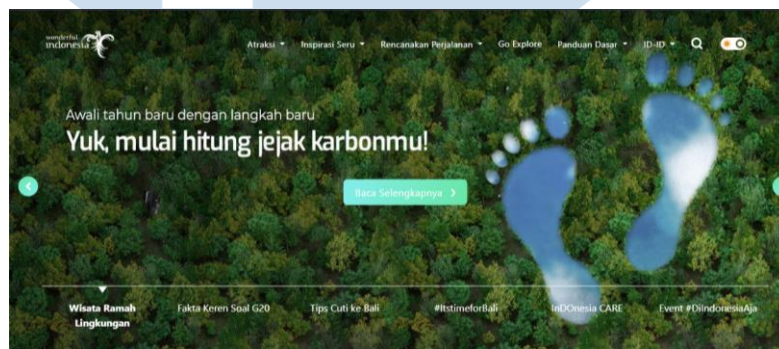 wonderful
indonesia
Atraksi
Inspirasi Seru
Rencanakan Perjalanan
Go Explore
Panduan Dasar
ID-ID
Awali tahun baru dengan langkah baru
Yuk, mulai hitung jejak karbonmu!
Baca Selengkapnya
Wisata Ramah
Lingkungan
Fakta Keren Soal G20
Tips Cuti ke Bali
#ItstimeforBali
InDOnesia CARE
Event #DiIndonesiaAja